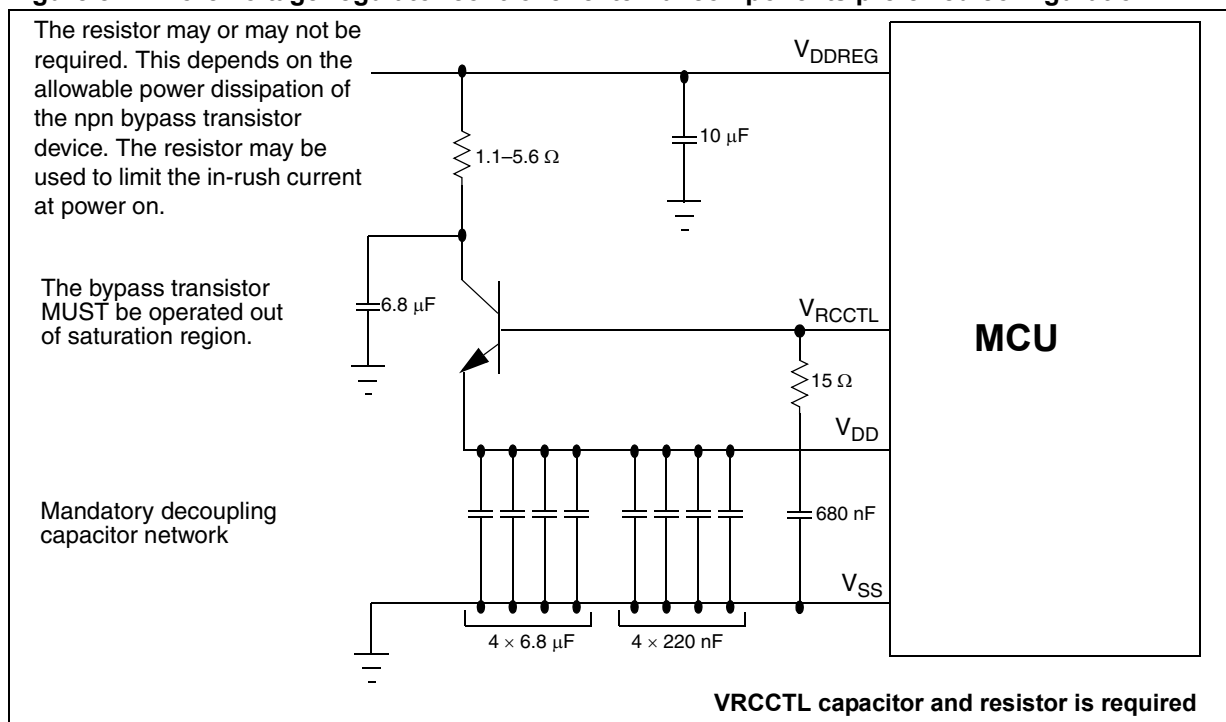 The resistor may or may not be
required. This depends on the
allowable power dissipation of
the npn bypass transistor
device. The resistor may be
used to limit the in-rush current
at power on.
V_DDREG
10 μF
1.1–5.6 Ω
The bypass transistor
MUST be operated out
of saturation region.
6.8 μF
V_RCCTL
MCU
15 Ω
V_DD
Mandatory decoupling
capacitor network
680 nF
V_SS
4 × 6.8 μF
4 × 220 nF
VRCCTL capacitor and resistor is required